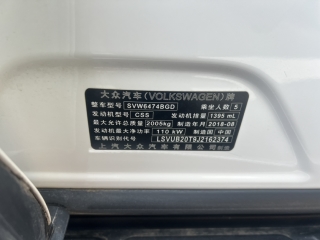 大众汽车(VOLKSWAGEN)牌
整车型号 SVW6474BGD 乘坐人数 5
发动机型号 CSS 发动机排量 1395 mL
最大允许总质量 2005kg 制造年月 2018-08
发动机最大净功率 110 kW 制造国 中国
车辆识别代号 LSVUB20T9J2162374
上汽大众汽车有限公司 制造